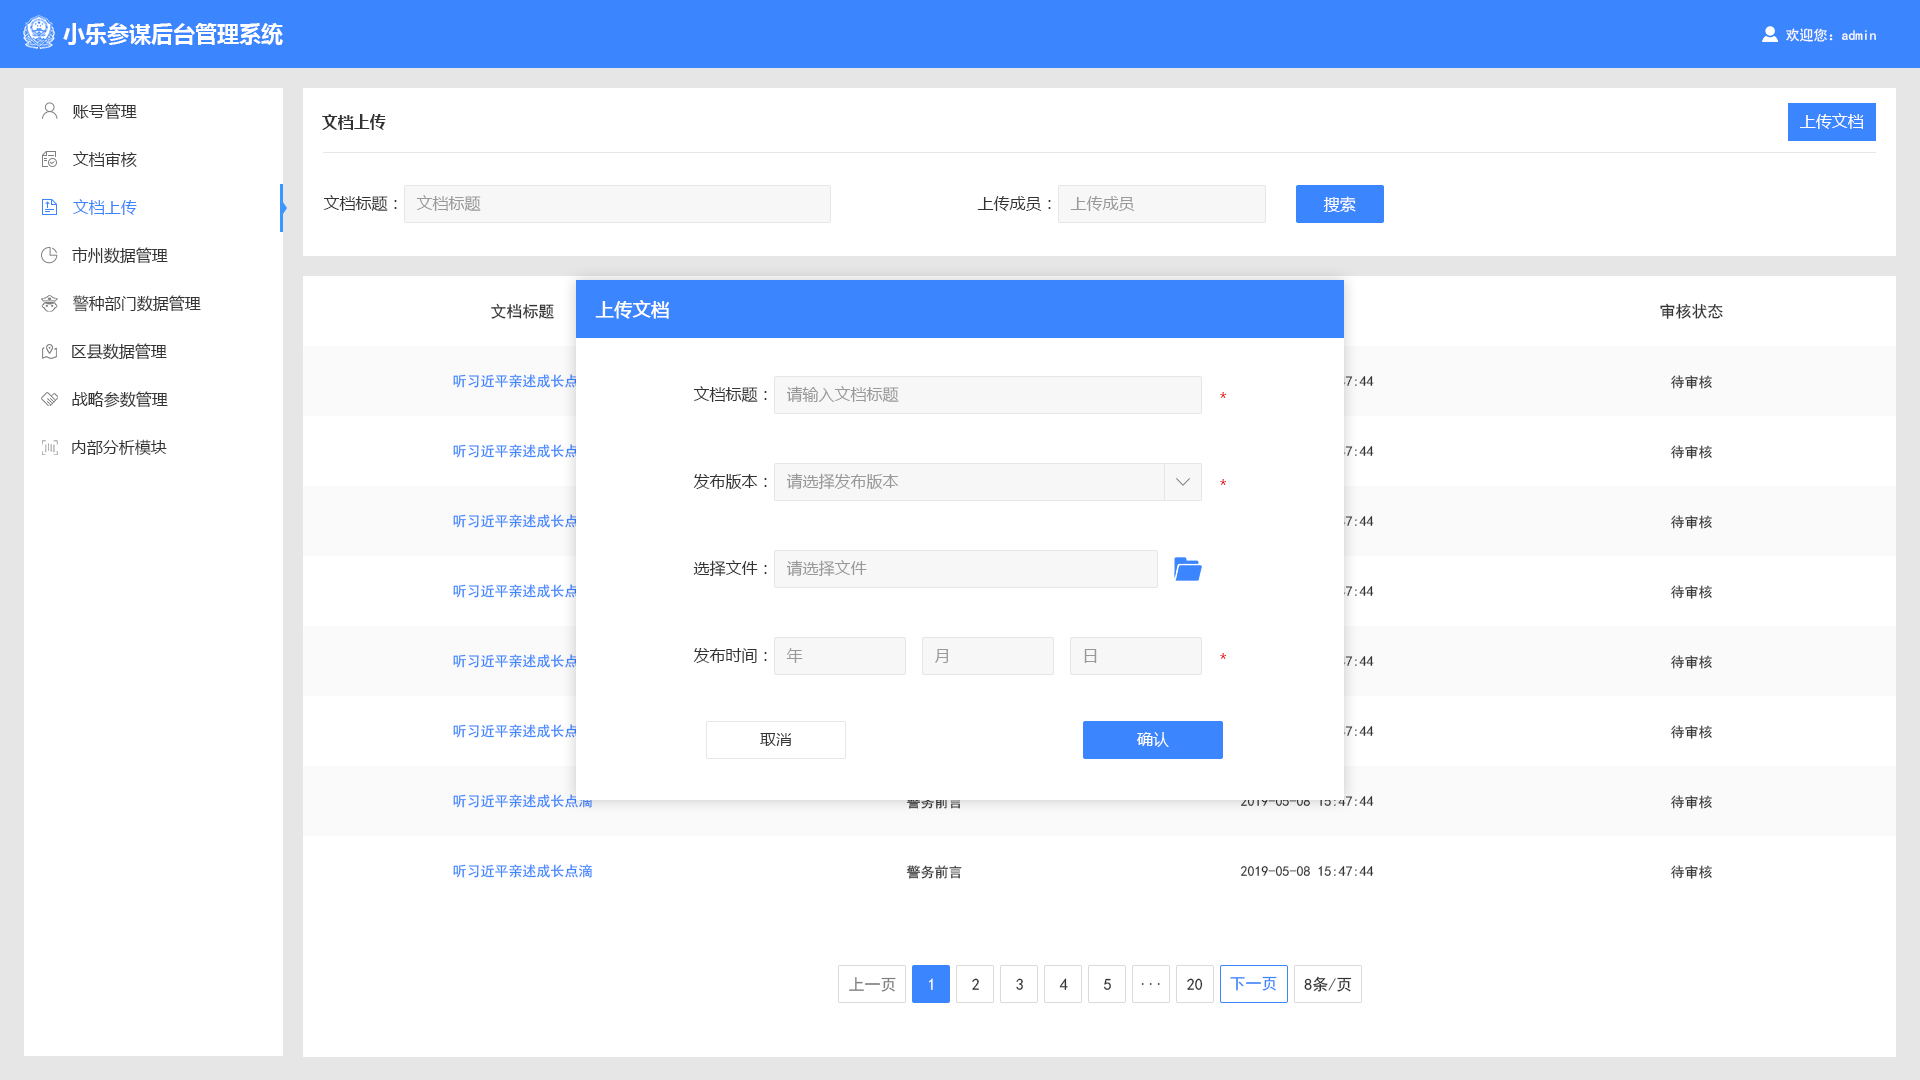 小乐参谋后台管理系统
欢迎您：admin
账号管理
文档审核
文档上传
市州数据管理
警种部门数据管理
区县数据管理
战略参数管理
内部分析模块
文档上传
上传文档
文档标题： 文档标题
上传成员： 上传成员
搜索
文档标题
审核状态
上传文档
文档标题： 请输入文档标题 *
发布版本： 请选择发布版本 *
选择文件： 请选择文件
发布时间： 年 月 日 *
取消
确认
听习近平亲述成长点 7:44 待审核
听习近平亲述成长点 7:44 待审核
听习近平亲述成长点 7:44 待审核
听习近平亲述成长点 7:44 待审核
听习近平亲述成长点 7:44 待审核
听习近平亲述成长点 7:44 待审核
听习近平亲述成长点滴 警务前言 2019-05-08 15:47:44 待审核
听习近平亲述成长点滴 警务前言 2019-05-08 15:47:44 待审核
上一页 1 2 3 4 5 ··· 20 下一页 8条/页